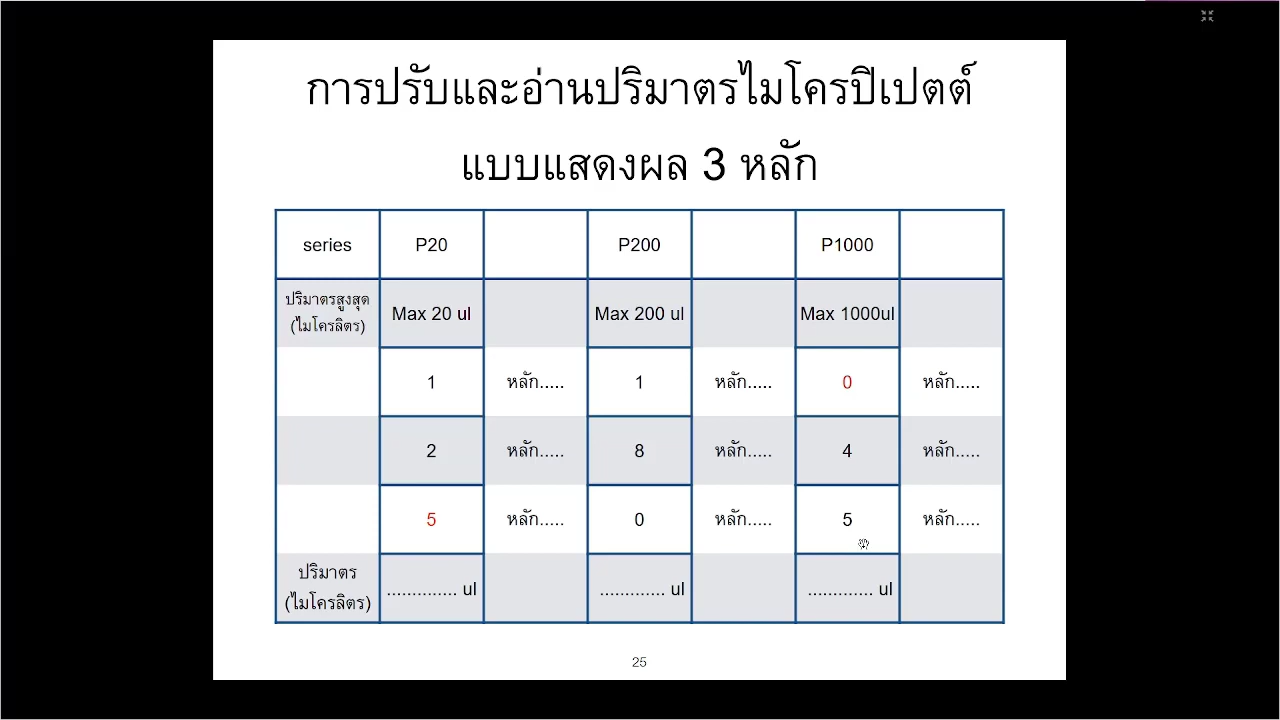 การปรับและอ่านปริมาตรไมโครปีเปตต์
แบบแสดงผล 3 หลัก
series P20 P200 P1000
ปริมาตรสูงสุด
(ไมโครลิตร) Max 20 ul Max 200 ul Max 1000ul
1 หลัก..... 1 หลัก..... 0 หลัก.....
2 หลัก..... 8 หลัก..... 4 หลัก.....
5 หลัก..... 0 หลัก..... 5 หลัก.....
ปริมาตร
(ไมโครลิตร) ............. ul ............. ul ............. ul
25